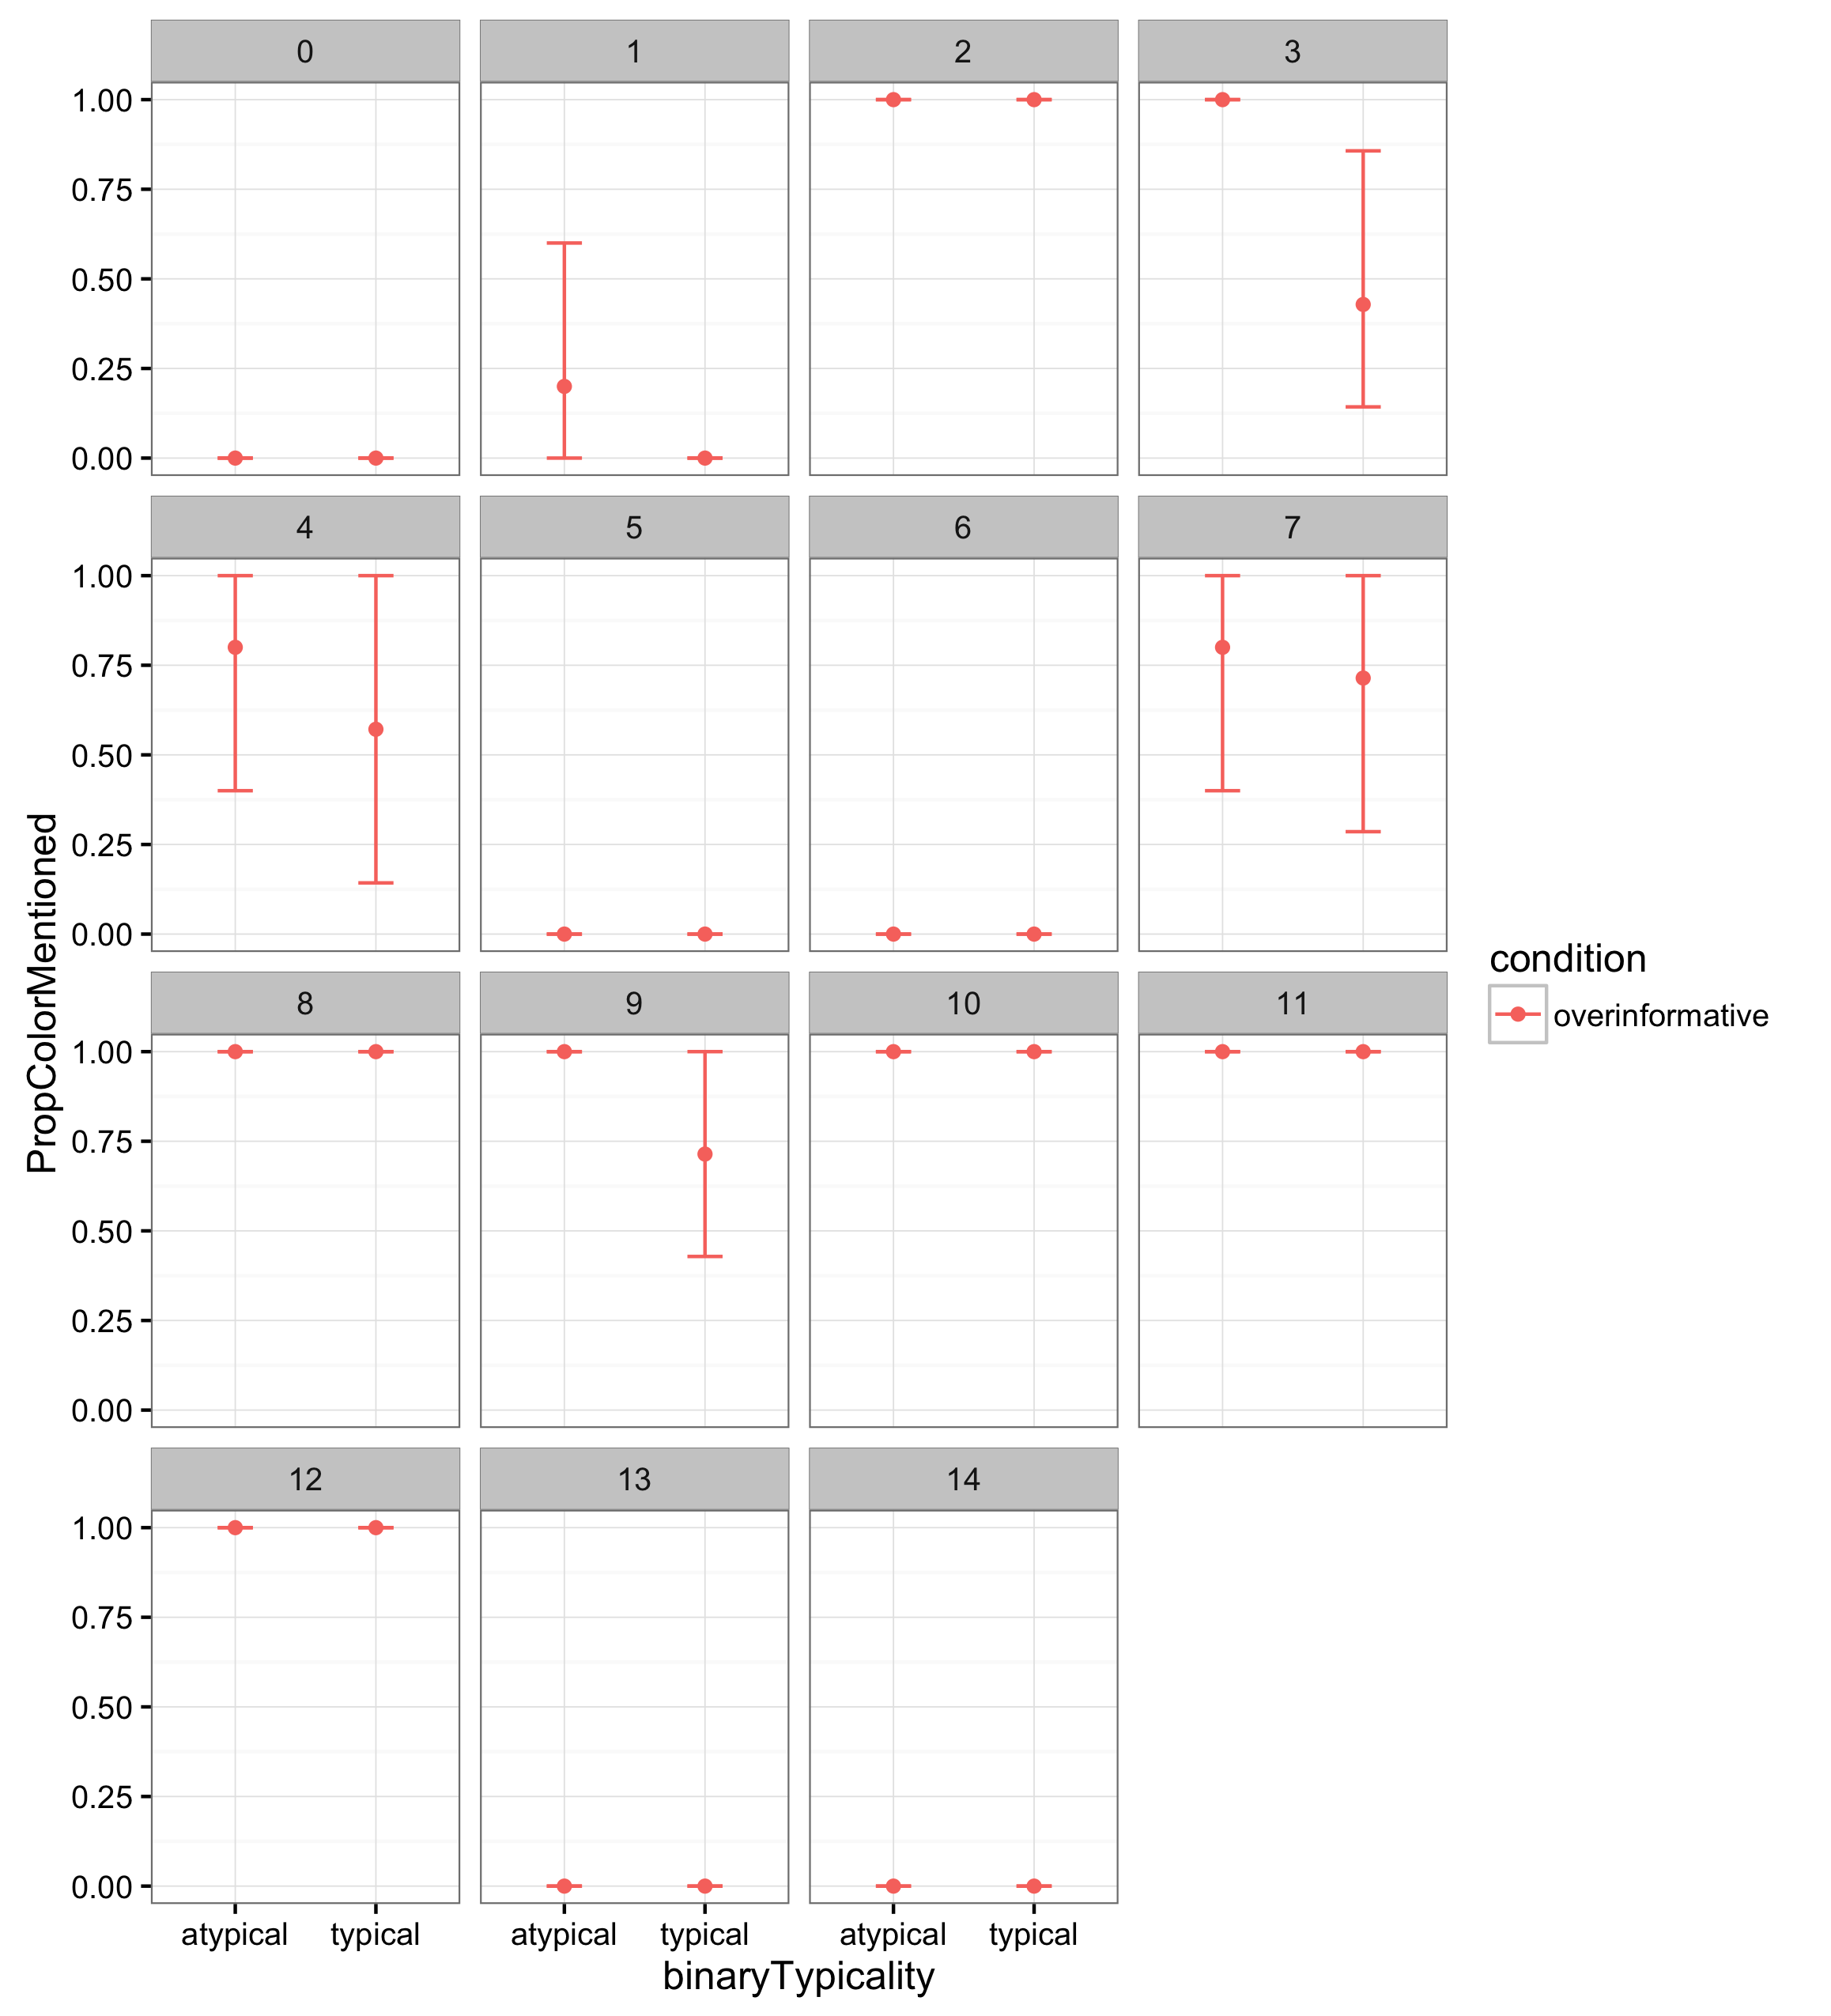 0 1 2 3
1.00
0.75
0.50
0.25
0.00
4 5 6 7
1.00
0.75
0.50
0.25
0.00
8 9 10 11
1.00
0.75
0.50
0.25
0.00
12 13 14
1.00
0.75
0.50
0.25
0.00
atypical typical atypical typical atypical typical
binaryTypicality
PropColorMentioned
condition
overinformative